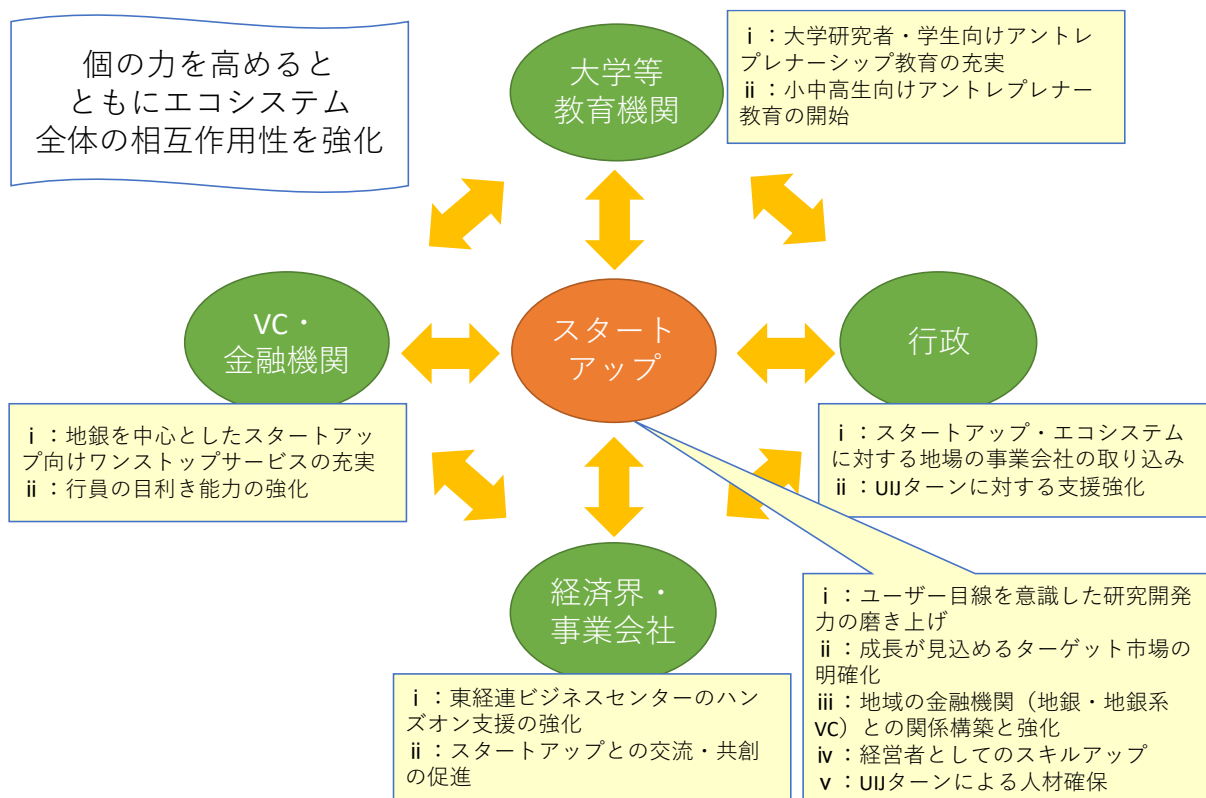 個の力を高めると
ともにエコシステム
全体の相互作用性を強化
大学等
教育機関
ⅰ：大学研究者・学生向けアントレ
プレナーシップ教育の充実
ⅱ：小中高生向けアントレプレナー
教育の開始
VC・
金融機関
スタート
アップ
行政
ⅰ：地銀を中心としたスタートアッ
プ向けワンストップサービスの充実
ⅱ：行員の目利き能力の強化
ⅰ：スタートアップ・エコシステム
に対する地場の事業会社の取り込み
ⅱ：UIJターンに対する支援強化
経済界・
事業会社
ⅰ：東経連ビジネスセンターのハン
ズオン支援の強化
ⅱ：スタートアップとの交流・共創
の促進
ⅰ：ユーザー目線を意識した研究開発
力の磨き上げ
ⅱ：成長が見込めるターゲット市場の
明確化
ⅲ：地域の金融機関（地銀・地銀系
VC）との関係構築と強化
ⅳ：経営者としてのスキルアップ
ⅴ：UIJターンによる人材確保